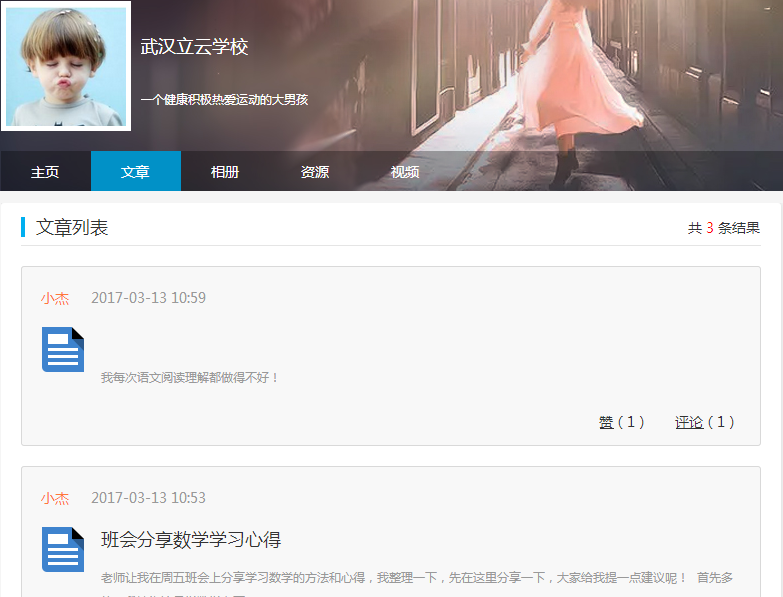 武汉立云学校
一个健康积极热爱运动的大男孩
主页 文章 相册 资源 视频
文章列表 共 3 条结果
小杰 2017-03-13 10:59
我每次语文阅读理解都做得不好！
赞 ( 1 ) 评论 ( 1 )
小杰 2017-03-13 10:53
班会分享数学学习心得
老师让我在周五班会上分享学习数学的方法和心得，我整理一下，先在这里分享一下，大家给我提一点建议呢！ 首先多